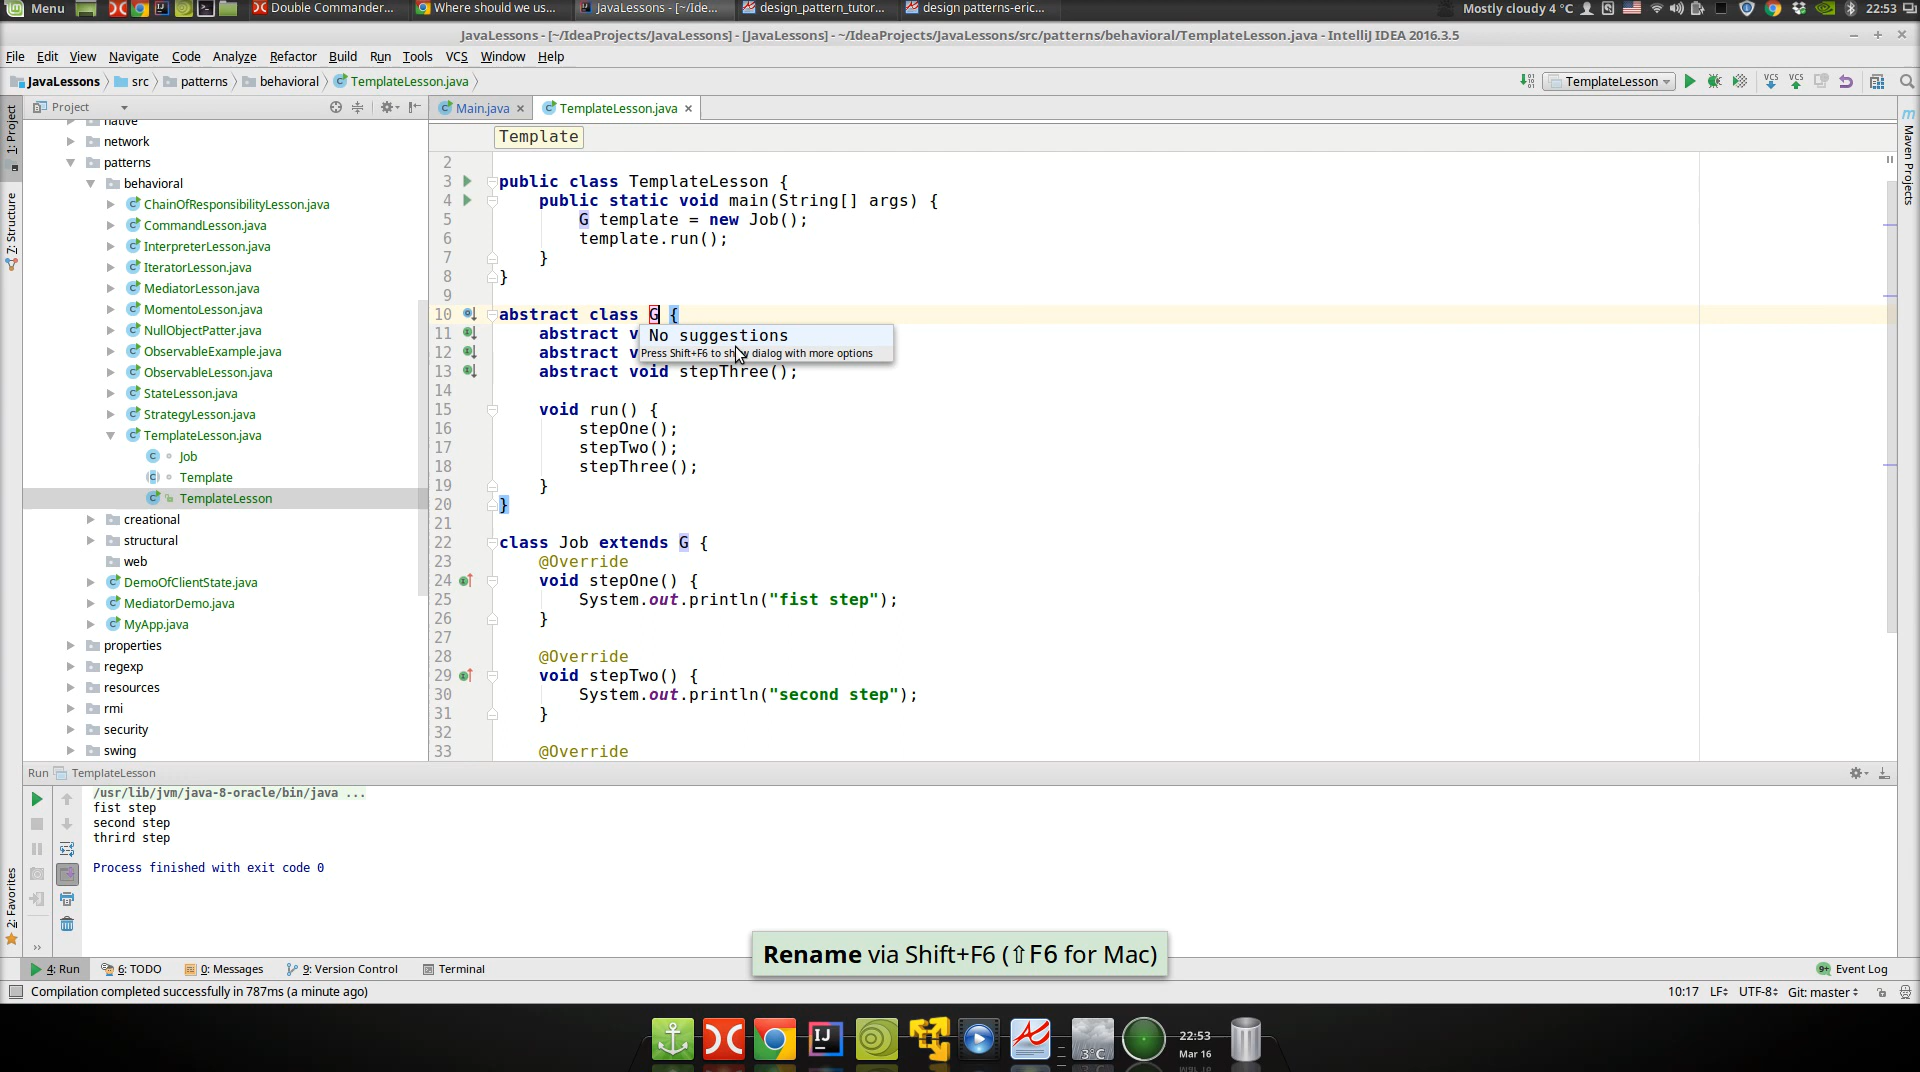 Menu
Double Commander...
Where should we us...
JavaLessons - [~/Ide...
design_pattern_tutor...
design patterns-eric...
Mostly cloudy 4 °C
22:53
JavaLessons - [~/IdeaProjects/JavaLessons] - [JavaLessons] - ~/IdeaProjects/JavaLessons/src/patterns/behavioral/TemplateLesson.java - IntelliJ IDEA 2016.3.5
File Edit View Navigate Code Analyze Refactor Build Run Tools VCS Window Help
JavaLessons src patterns behavioral TemplateLesson.java
TemplateLesson
VCS VCS
Project
Main.java
TemplateLesson.java
1: Project
7: Structure
2: Favorites
Maven Projects
native
network
patterns
behavioral
ChainOfResponsibilityLesson.java
CommandLesson.java
InterpreterLesson.java
IteratorLesson.java
MediatorLesson.java
MomentoLesson.java
NullObjectPatter.java
ObservableExample.java
ObservableLesson.java
StateLesson.java
StrategyLesson.java
TemplateLesson.java
Job
Template
TemplateLesson
creational
structural
web
DemoOfClientState.java
MediatorDemo.java
MyApp.java
properties
regexp
resources
rmi
security
swing
Template
2
3 public class TemplateLesson {
4 public static void main(String[] args) {
5 G template = new Job();
6 template.run();
7 }
8 }
9
10 abstract class G {
11 abstract v
12 abstract v
No suggestions
Press Shift+F6 to show dialog with more options
13 abstract void stepThree();
14
15 void run() {
16 stepOne();
17 stepTwo();
18 stepThree();
19 }
20 }
21
22 class Job extends G {
23 @Override
24 void stepOne() {
25 System.out.println("fist step");
26 }
27
28 @Override
29 void stepTwo() {
30 System.out.println("second step");
31 }
32
33 @Override
Run TemplateLesson
/usr/lib/jvm/java-8-oracle/bin/java ...
fist step
second step
thrird step
Process finished with exit code 0
Rename via Shift+F6 (⇧F6 for Mac)
4: Run 6: TODO 0: Messages 9: Version Control Terminal
9+ Event Log
Compilation completed successfully in 787ms (a minute ago)
10:17 LF UTF-8 Git: master
IJ
3°C
22:53
Mar 16